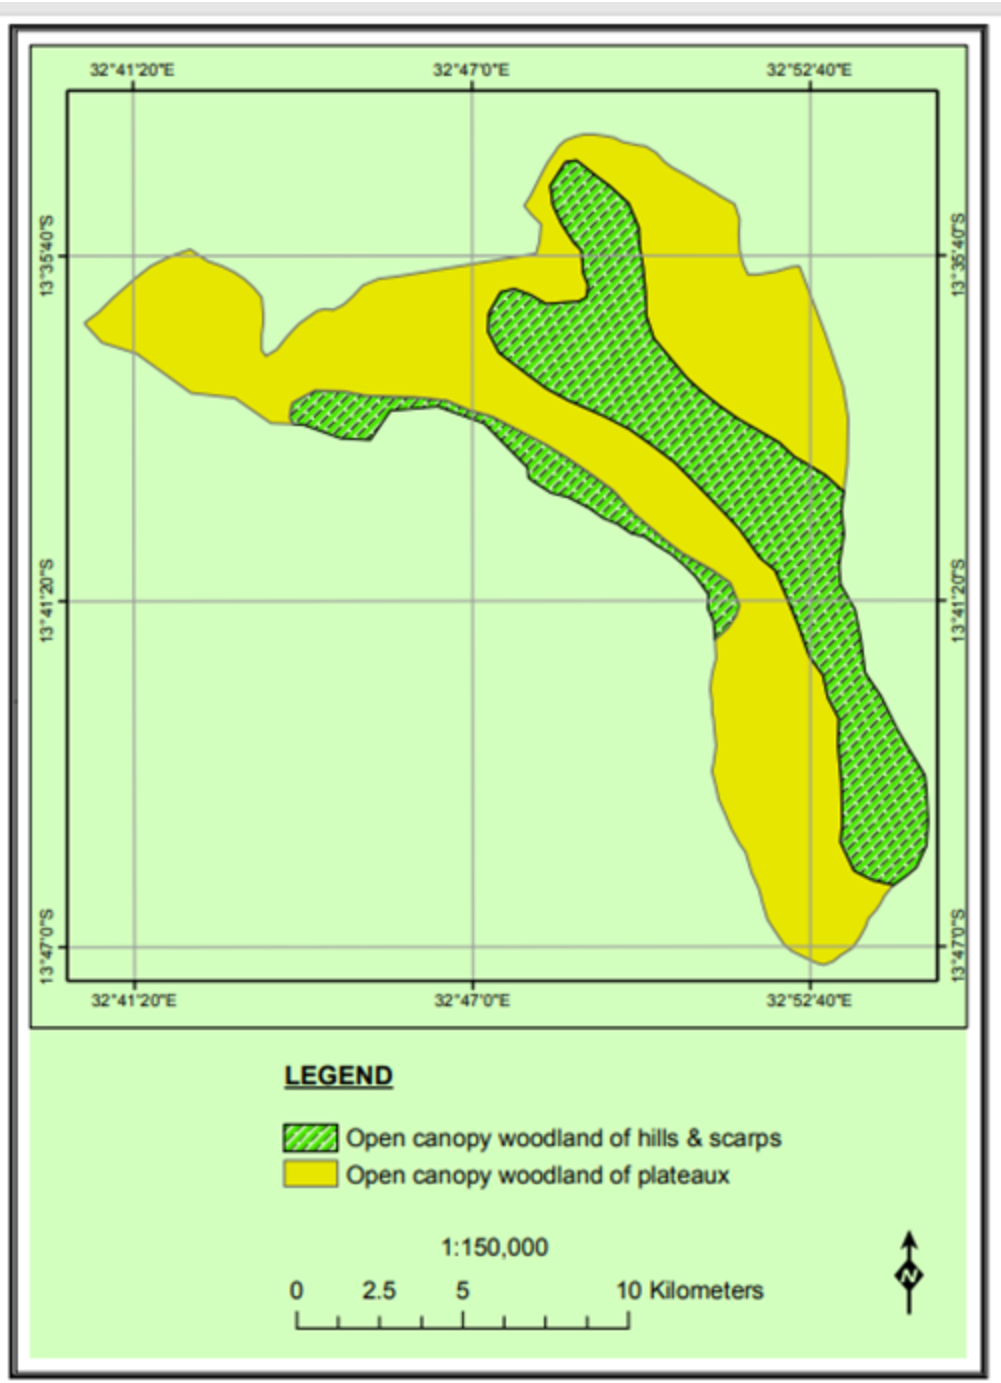 32°41'20"E 32°47'0"E 32°52'40"E
13°35'40"S 13°35'40"S
13°41'20"S 13°41'20"S
13°47'0"S 13°47'0"S
32°41'20"E 32°47'0"E 32°52'40"E
LEGEND
Open canopy woodland of hills & scarps
Open canopy woodland of plateaux
1:150,000
0 2.5 5 10 Kilometers
N